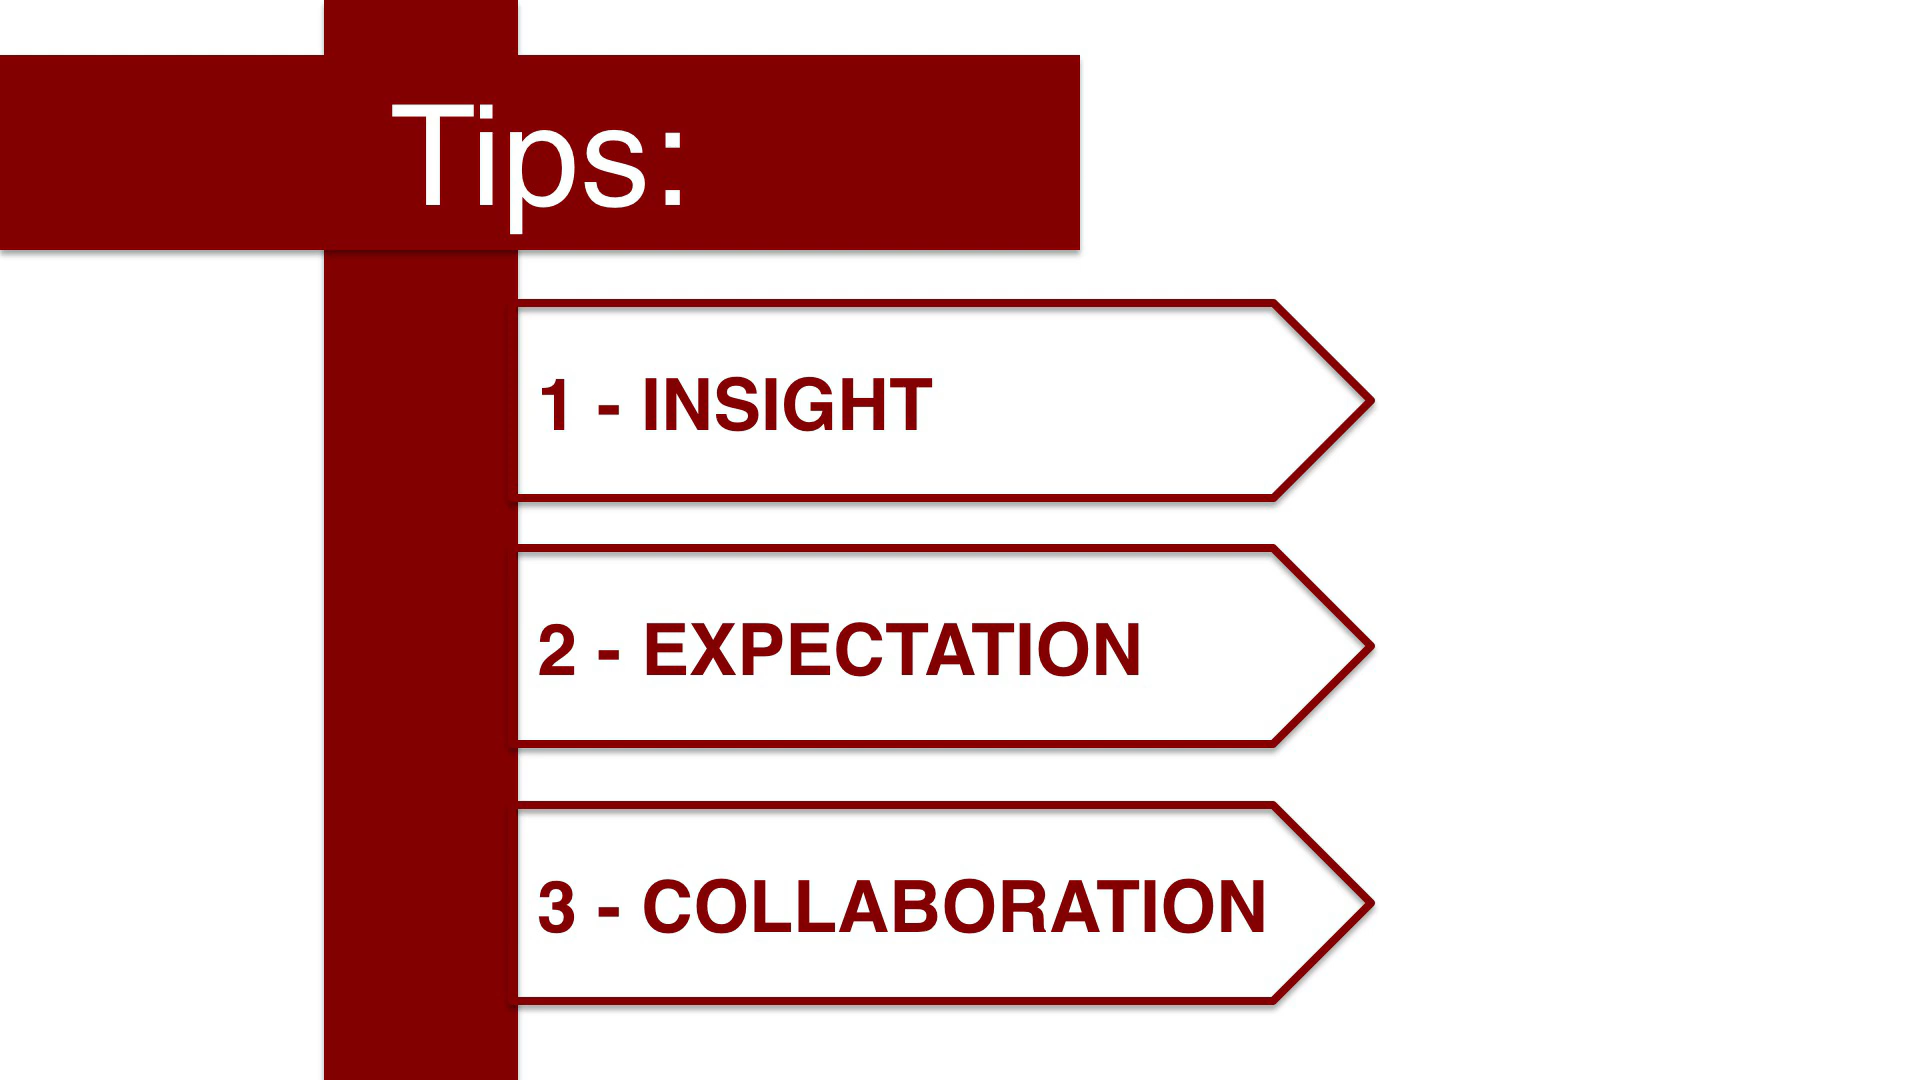 Tips:
1 - INSIGHT
2 - EXPECTATION
3 - COLLABORATION